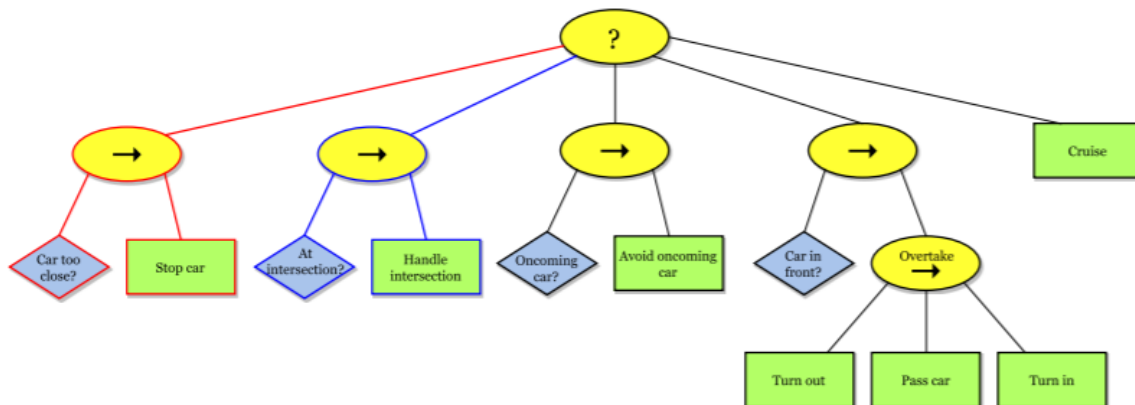 ?
→
→
→
→
Cruise
Car too
close?
Stop car
At
intersection?
Handle
intersection
Oncoming
car?
Avoid oncoming
car
Car in
front?
Overtake
→
Turn out
Pass car
Turn in